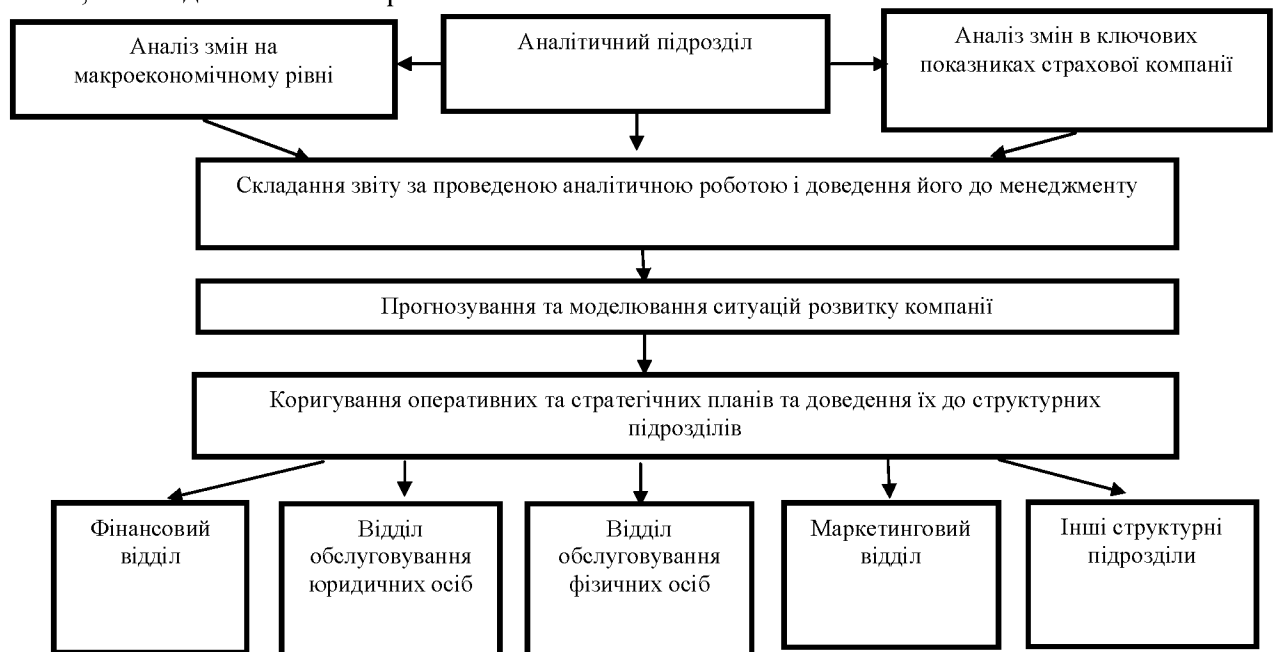 Аналіз змін на
макроекономічному рівні
Аналітичний підрозділ
Аналіз змін в ключових
показниках страхової компанії
Складання звіту за проведеною аналітичною роботою і доведення його до менеджменту
Прогнозування та моделювання ситуацій розвитку компанії
Коригування оперативних та стратегічних планів та доведення їх до структурних
підрозділів
Фінансовий
відділ
Відділ
обслуговування
юридичних осіб
Відділ
обслуговування
фізичних осіб
Маркетинговий
відділ
Інші структурні
підрозділи